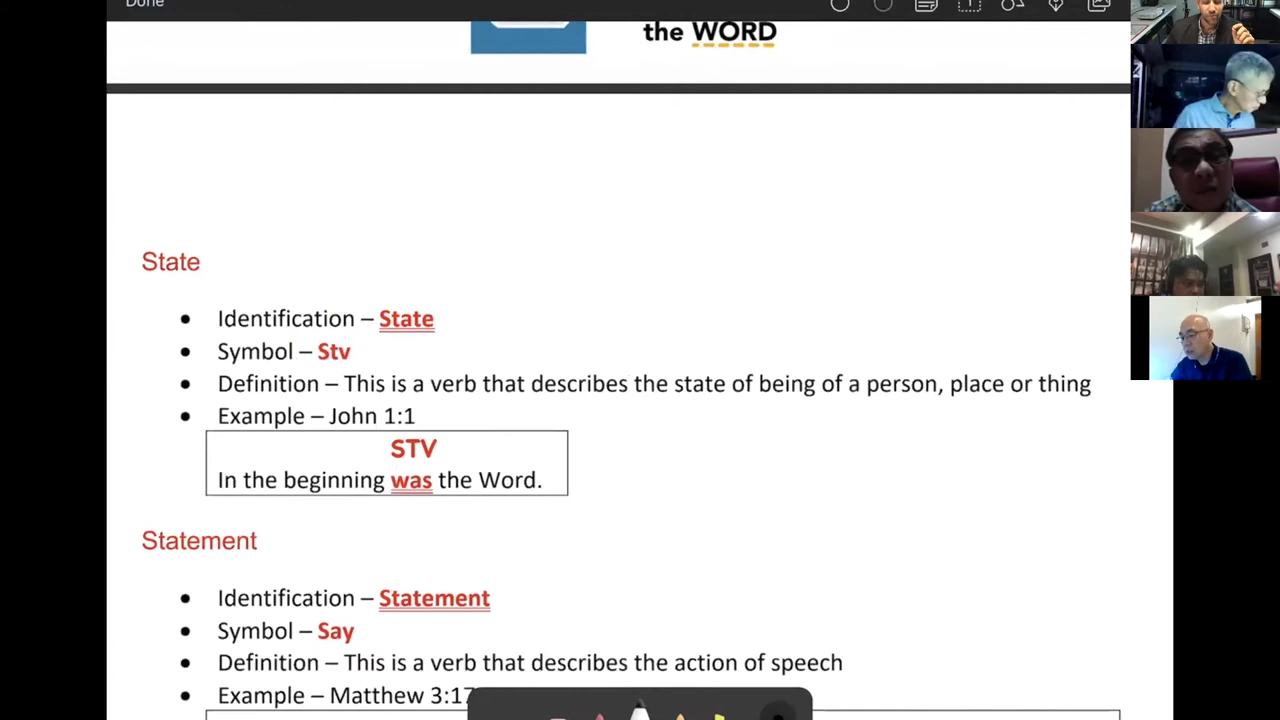 Done
the WORD
State
• Identification – State
• Symbol – Stv
• Definition – This is a verb that describes the state of being of a person, place or thing
• Example – John 1:1
STV
In the beginning was the Word.
Statement
• Identification – Statement
• Symbol – Say
• Definition – This is a verb that describes the action of speech
• Example – Matthew 3:17